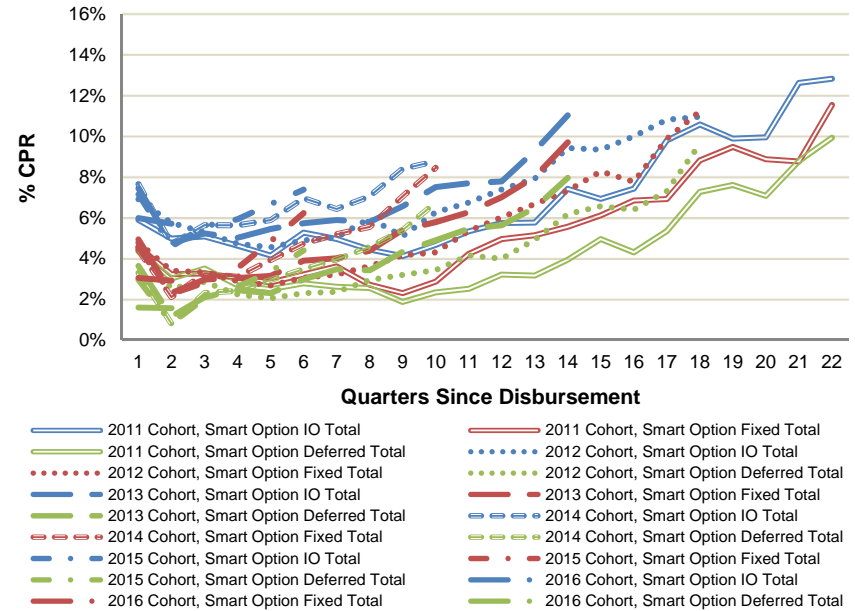 16%
14%
12%
10%
8%
6%
4%
2%
0%
% CPR
1 2 3 4 5 6 7 8 9 10 11 12 13 14 15 16 17 18 19 20 21 22
Quarters Since Disbursement
2011 Cohort, Smart Option IO Total 2011 Cohort, Smart Option Fixed Total
2011 Cohort, Smart Option Deferred Total 2012 Cohort, Smart Option IO Total
2012 Cohort, Smart Option Fixed Total 2012 Cohort, Smart Option Deferred Total
2013 Cohort, Smart Option IO Total 2013 Cohort, Smart Option Fixed Total
2013 Cohort, Smart Option Deferred Total 2014 Cohort, Smart Option IO Total
2014 Cohort, Smart Option Fixed Total 2014 Cohort, Smart Option Deferred Total
2015 Cohort, Smart Option IO Total 2015 Cohort, Smart Option Fixed Total
2015 Cohort, Smart Option Deferred Total 2016 Cohort, Smart Option IO Total
2016 Cohort, Smart Option Fixed Total 2016 Cohort, Smart Option Deferred Total